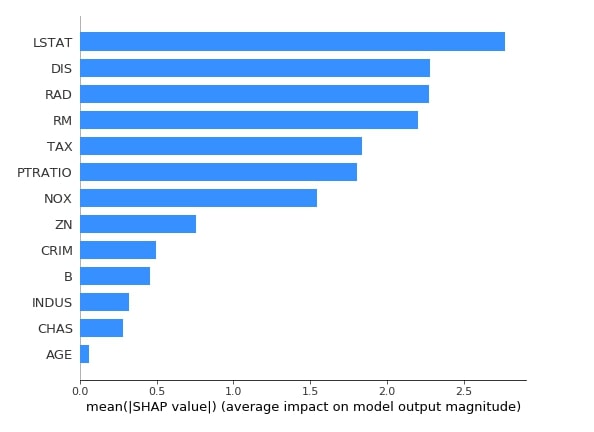 LSTAT
DIS
RAD
RM
TAX
PTRATIO
NOX
ZN
CRIM
B
INDUS
CHAS
AGE
0.0 0.5 1.0 1.5 2.0 2.5
mean(|SHAP value|) (average impact on model output magnitude)